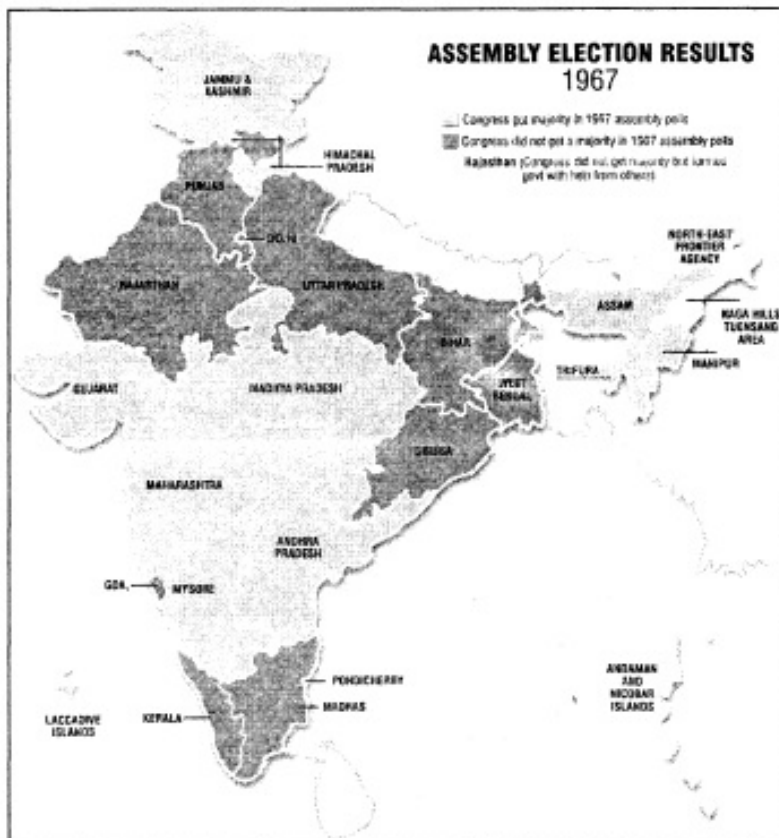 ASSEMBLY ELECTION RESULTS
1967
Congress got majority in 1967 assembly polls
Congress did not get a majority in 1967 assembly polls
Rajasthan (Congress did not get majority but formed
govt with help from others)
JAMMU &
KASHMIR
HIMACHAL
PRADESH
PUNJAB
DELHI
RAJASTHAN
UTTAR PRADESH
NORTH-EAST
FRONTIER
AGENCY
ASSAM
NAGA HILLS
TUENSANG
AREA
BIHAR
MANIPUR
TRIPURA
GUJARAT
MADHYA PRADESH
WEST
BENGAL
ORISSA
MAHARASHTRA
ANDHRA
PRADESH
GOA
MYSORE
PONDICHERRY
MADRAS
KERALA
LACCADIVE
ISLANDS
ANDAMAN
AND
NICOBAR
ISLANDS